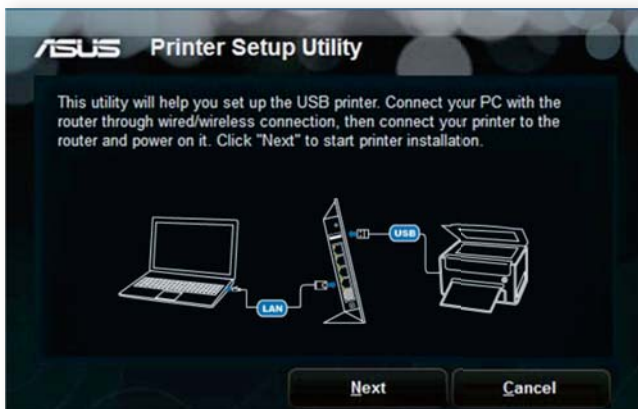 ASUS Printer Setup Utility
This utility will help you set up the USB printer. Connect your PC with the
router through wired/wireless connection, then connect your printer to the
router and power on it. Click "Next" to start printer installation.
USB
LAN
Next Cancel